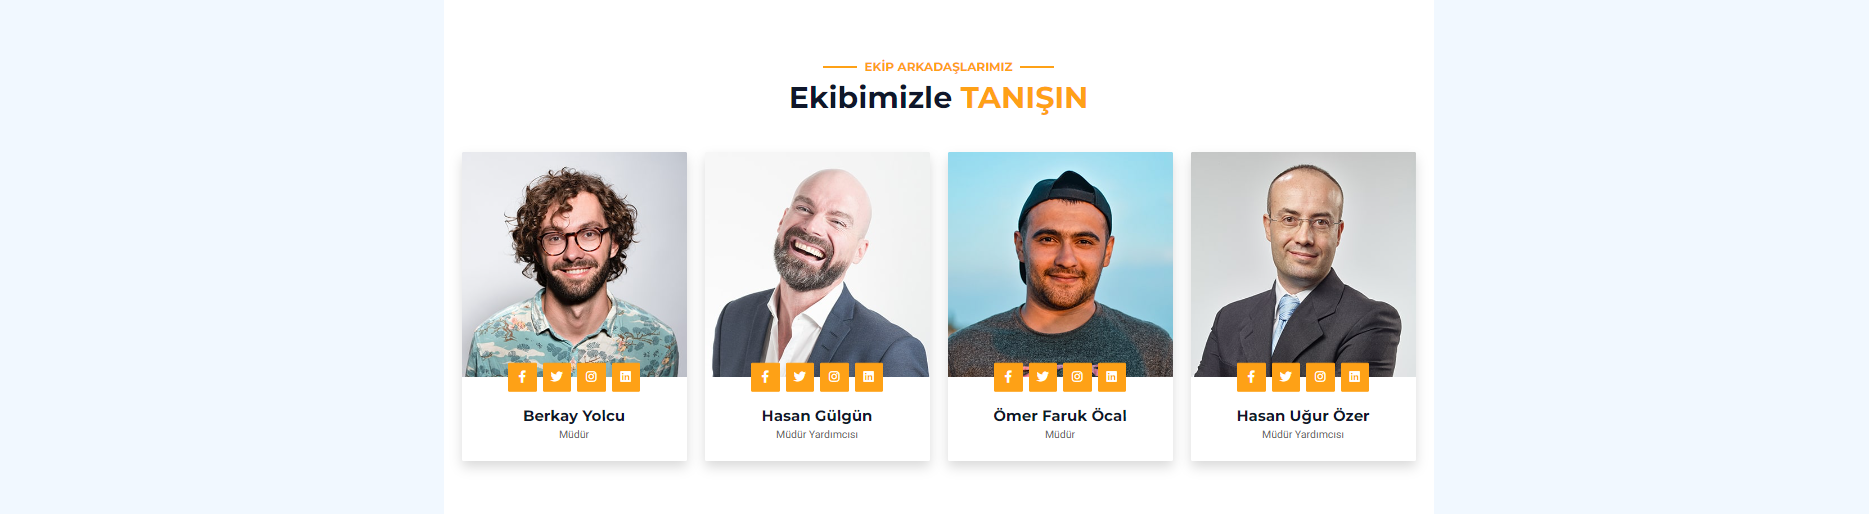 EKİP ARKADAŞLARIMIZ
Ekibimizle TANIŞIN
Berkay Yolcu
Müdür
Hasan Gülgün
Müdür Yardımcısı
Ömer Faruk Öcal
Müdür
Hasan Uğur Özer
Müdür Yardımcısı